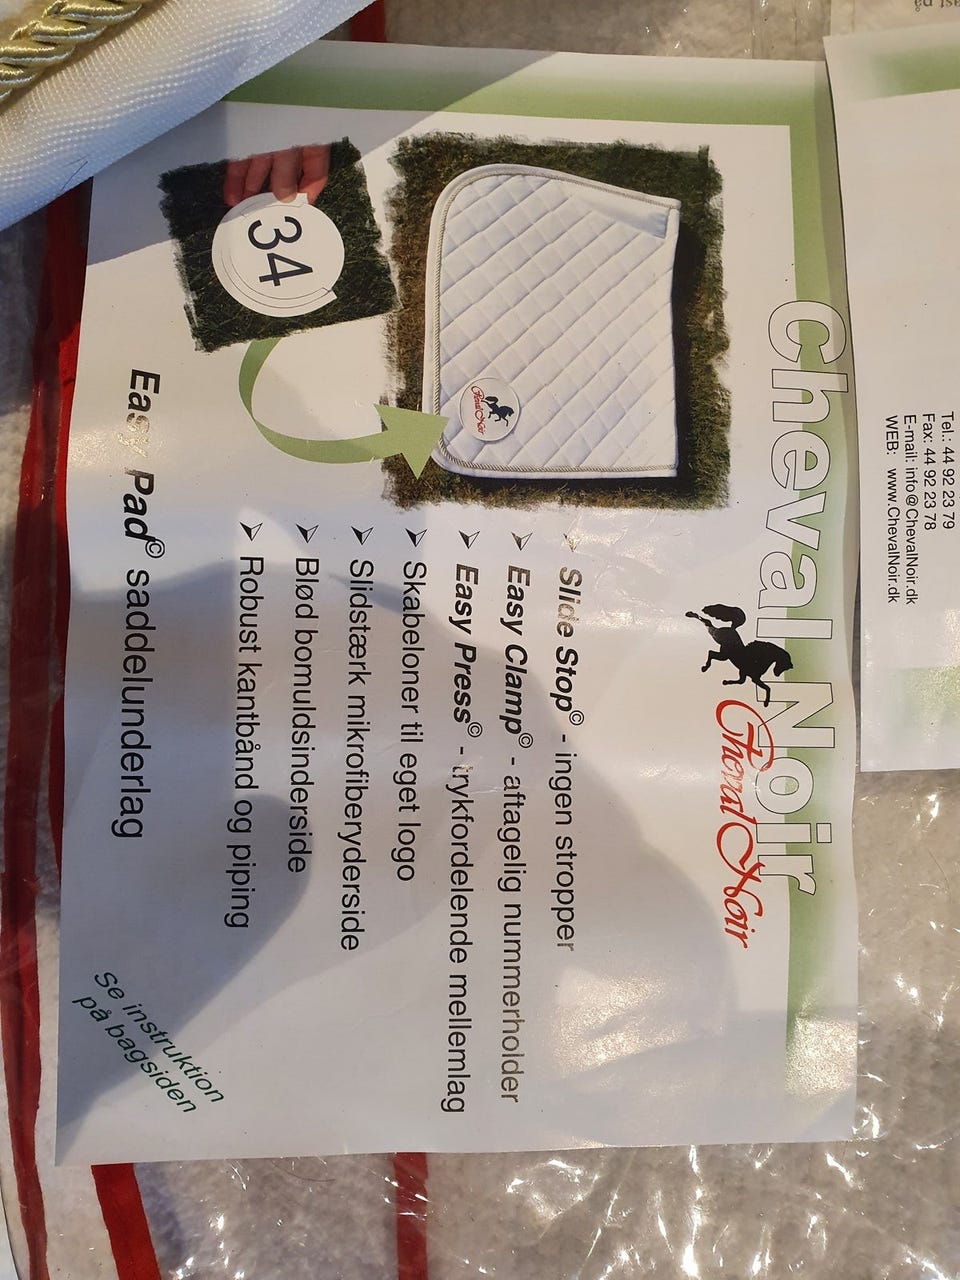 Cheval Noir
Cheval Noir
34
Cheval Noir
➢ Slide Stop© - ingen stropper
➢ Easy Clamp© - aftagelig nummerholder
➢ Easy Press© - trykfordelende mellemlag
➢ Skabeloner til eget logo
➢ Slidstærk mikrofiberyderside
➢ Blød bomuldsinderside
➢ Robust kantbånd og piping
Easy Pad© saddelunderlag
Se instruktion
på bagsiden
Tel.: 44 92 23 79
Fax: 44 92 23 78
E-mail: info@ChevalNoir.dk
WEB: www.ChevalNoir.dk